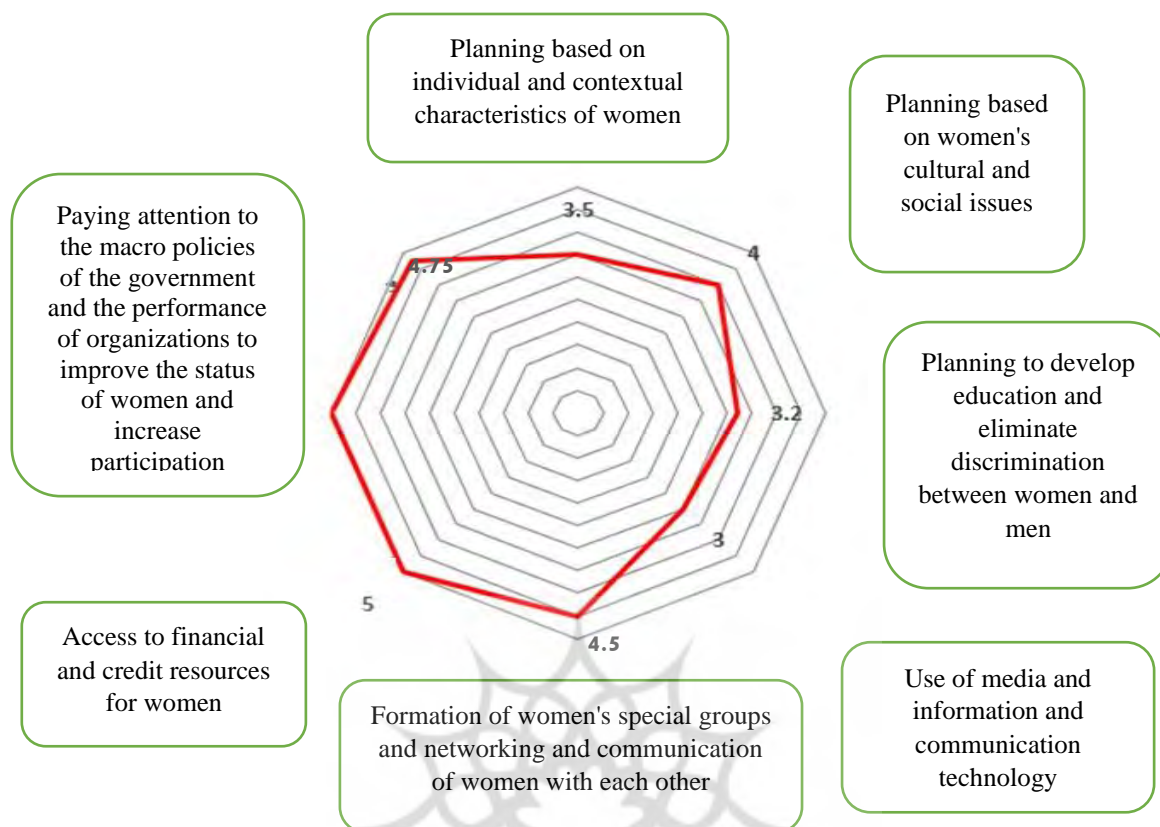 Planning based on
individual and contextual
characteristics of women
Planning based
on women's
cultural and
social issues
Paying attention to
the macro policies
of the government
and the performance
of organizations to
improve the status
of women and
increase
participation
3.5
4
4.75
Planning to develop
education and
eliminate
discrimination
between women and
men
3.2
3
5
4.5
Access to financial
and credit resources
for women
Formation of women's special groups
and networking and communication
of women with each other
Use of media and
information and
communication
technology